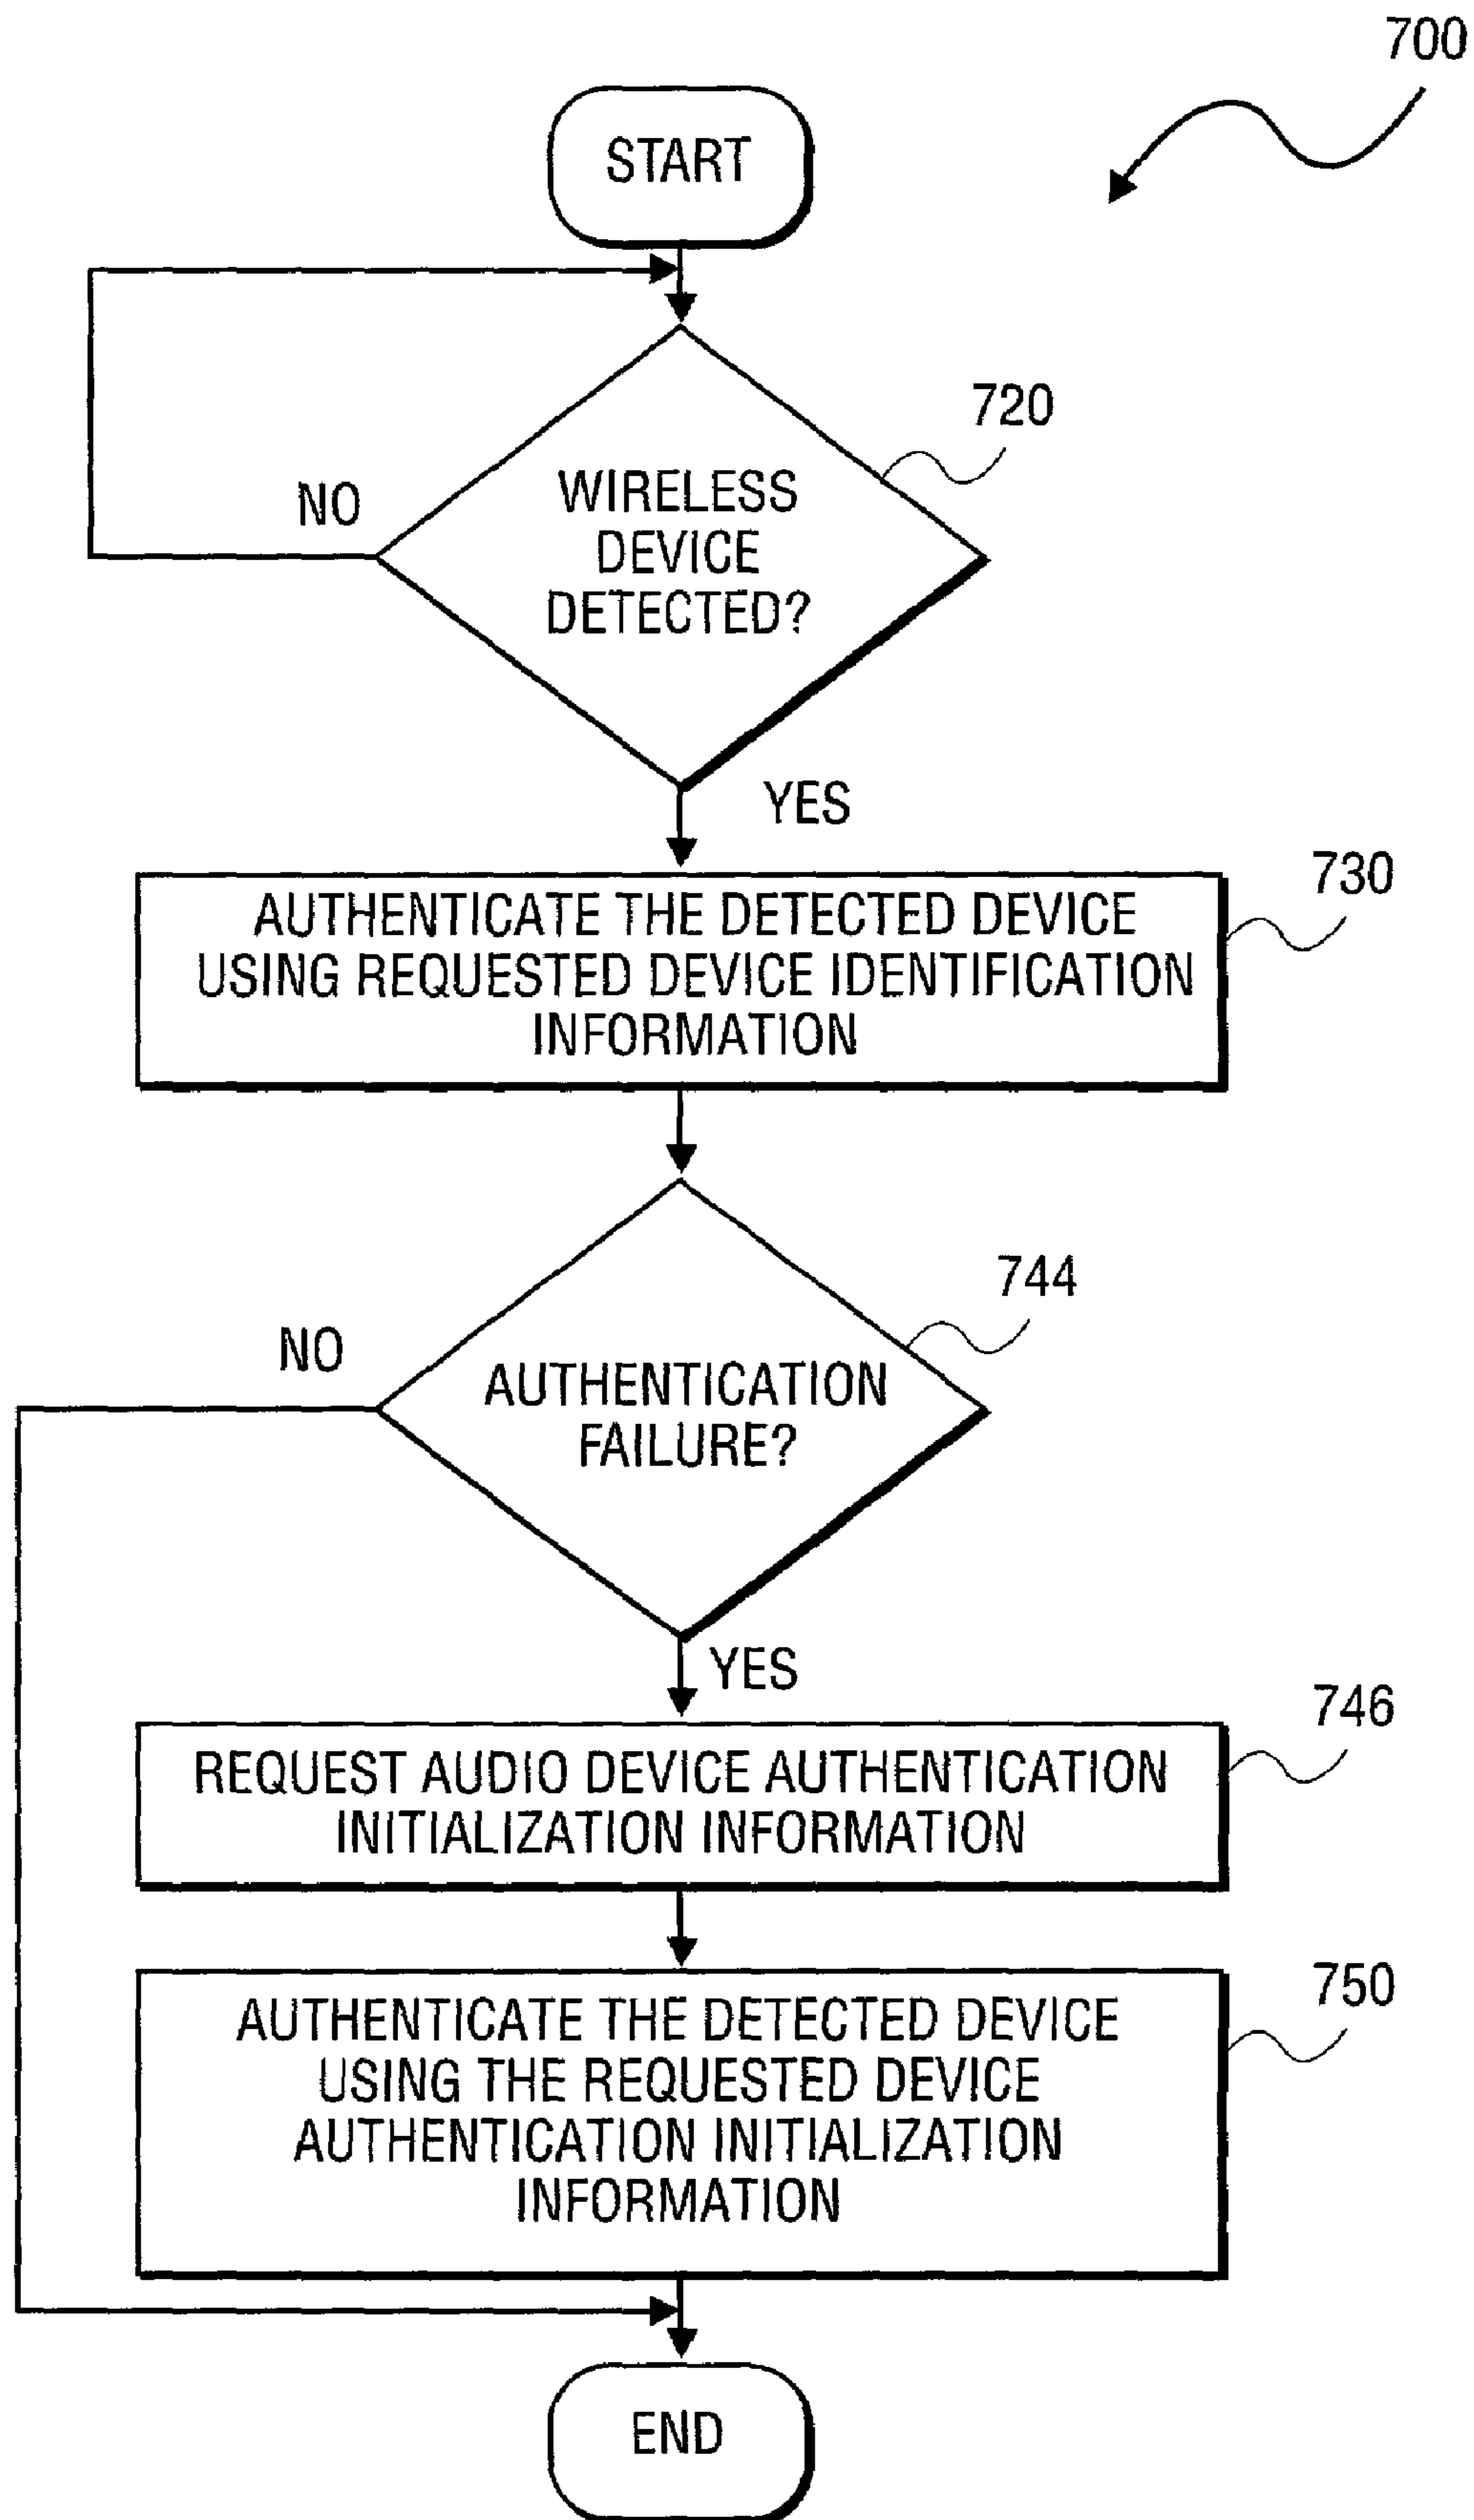 700
START
720
NO
WIRELESS
DEVICE
DETECTED?
YES
730
AUTHENTICATE THE DETECTED DEVICE
USING REQUESTED DEVICE IDENTIFICATION
INFORMATION
744
NO
AUTHENTICATION
FAILURE?
YES
746
REQUEST AUDIO DEVICE AUTHENTICATION
INITIALIZATION INFORMATION
750
AUTHENTICATE THE DETECTED DEVICE
USING THE REQUESTED DEVICE
AUTHENTICATION INITIALIZATION
INFORMATION
END